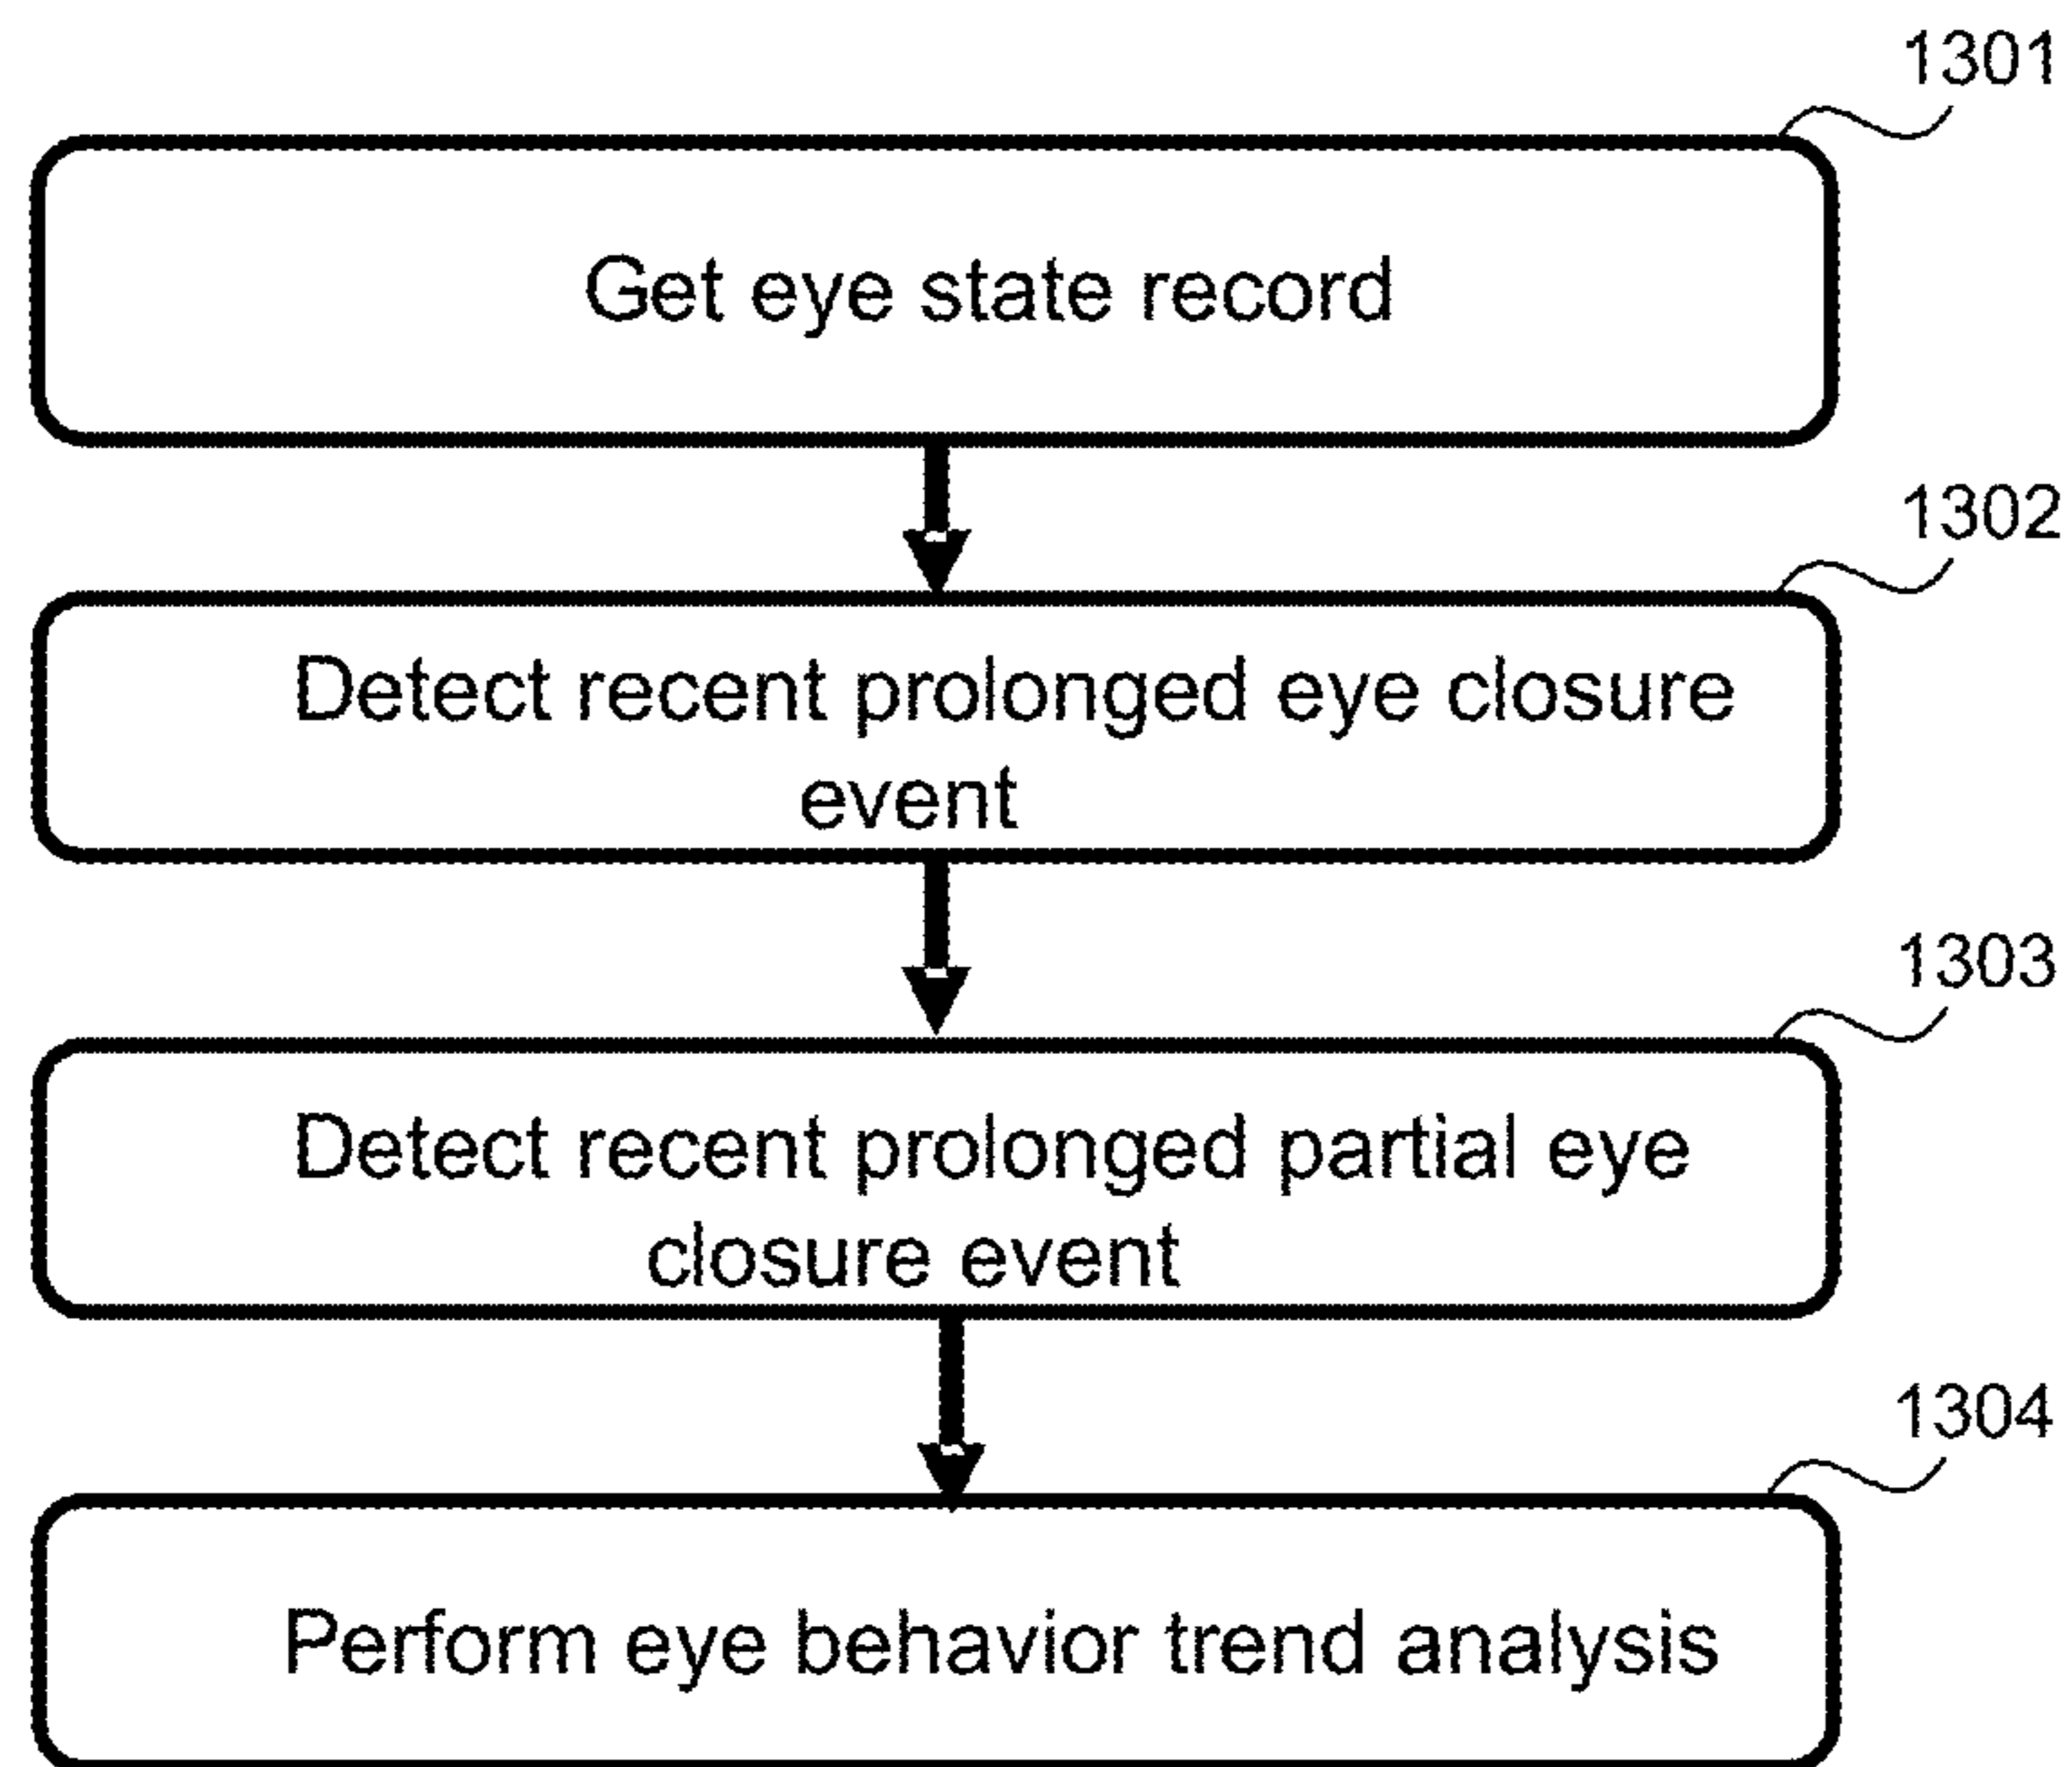 1301
Get eye state record
1302
Detect recent prolonged eye closure
event
1303
Detect recent prolonged partial eye
closure event
1304
Perform eye behavior trend analysis